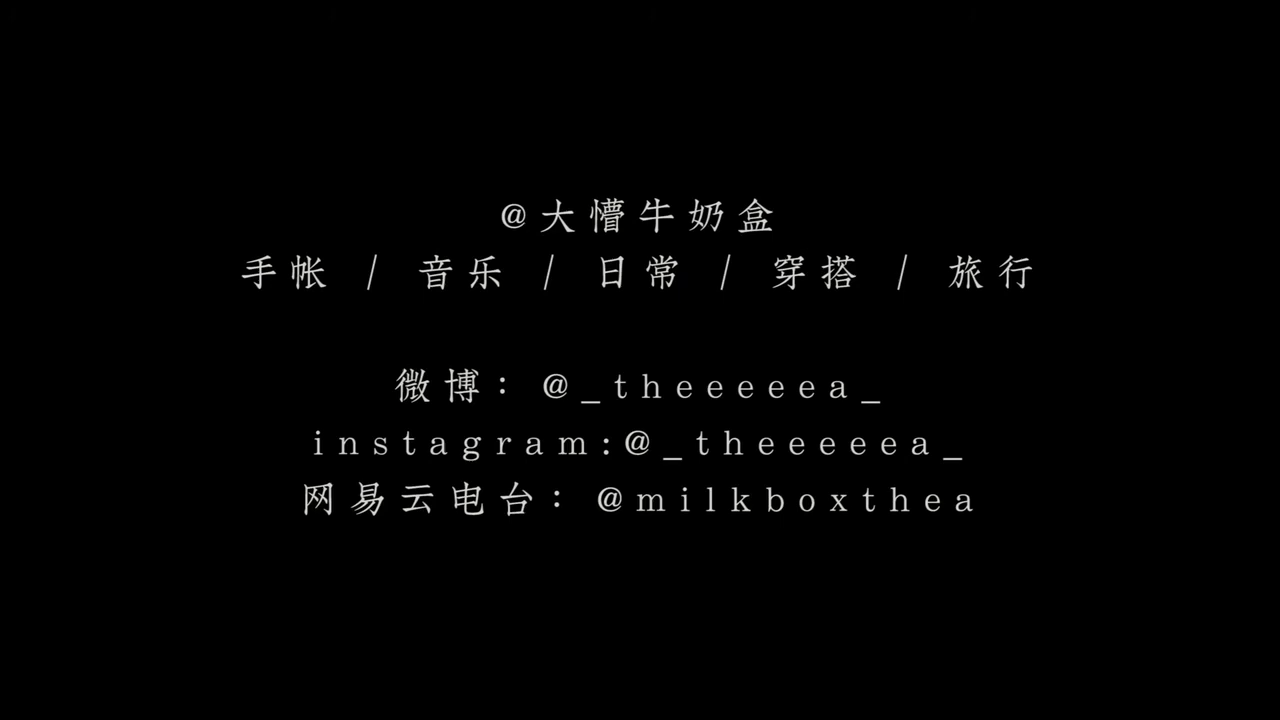 @大懵牛奶盒
手帐 / 音乐 / 日常 / 穿搭 / 旅行
微博：@_theeeeea_
instagram:@_theeeeea_
网易云电台：@milkboxthea